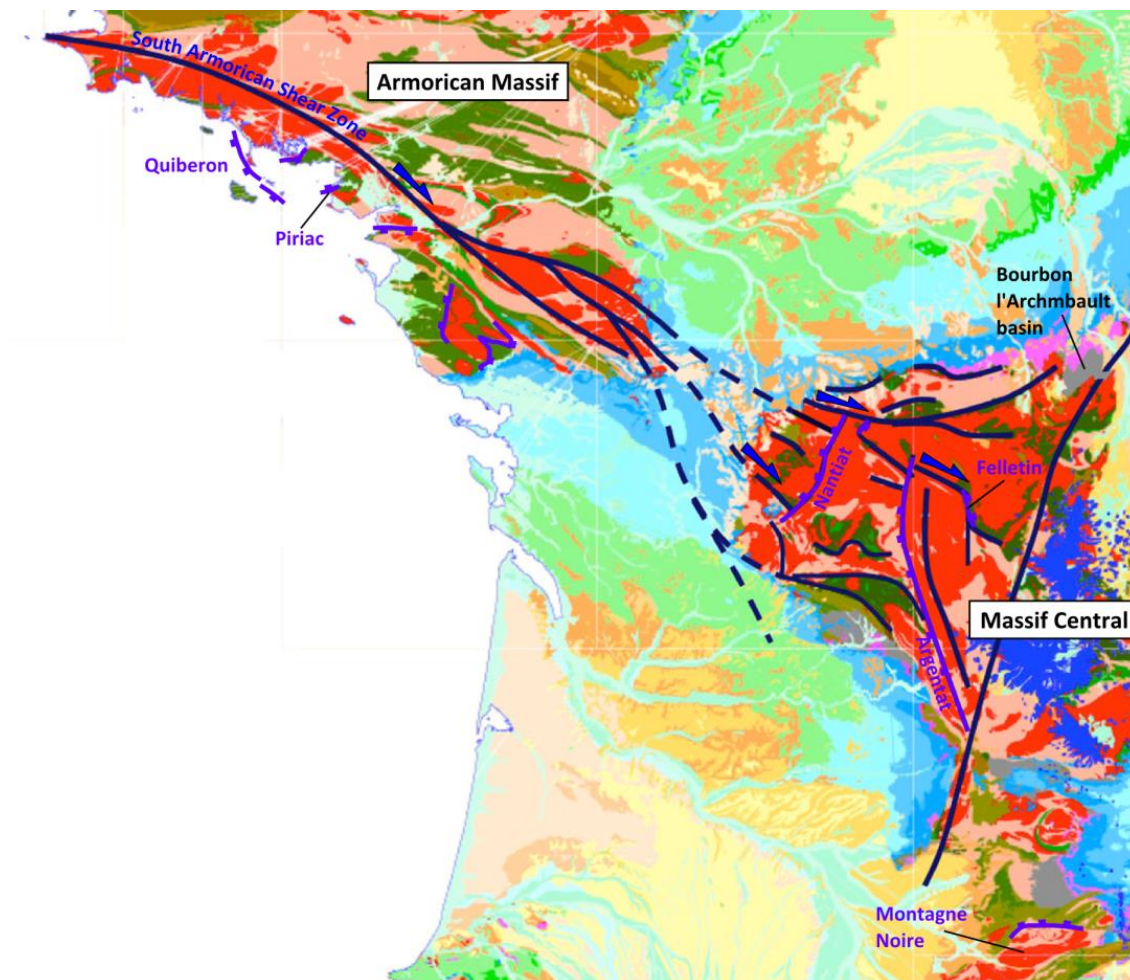 South Armorican Shear Zone
Armorican Massif
Quiberon
Piriac
Bourbon
l'Archmbault
basin
Nantiat
Felletin
Massif Central
Argentat
Montagne
Noire